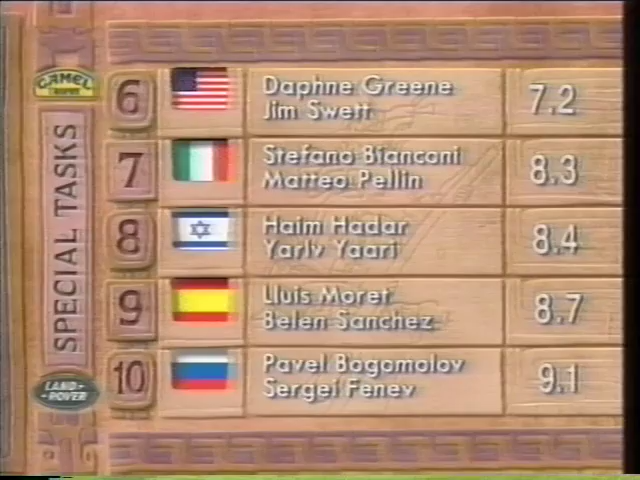 CAMEL
TROPHY
SPECIAL TASKS
LAND-
-ROVER
6 Daphne Greene 7.2
Jim Swett
7 Stefano Bianconi 8.3
Matteo Pellin
8 Haim Hadar 8.4
Yariv Yaari
9 Lluis Moret 8.7
Belen Sanchez
10 Pavel Bogomolov 9.1
Sergei Fenev